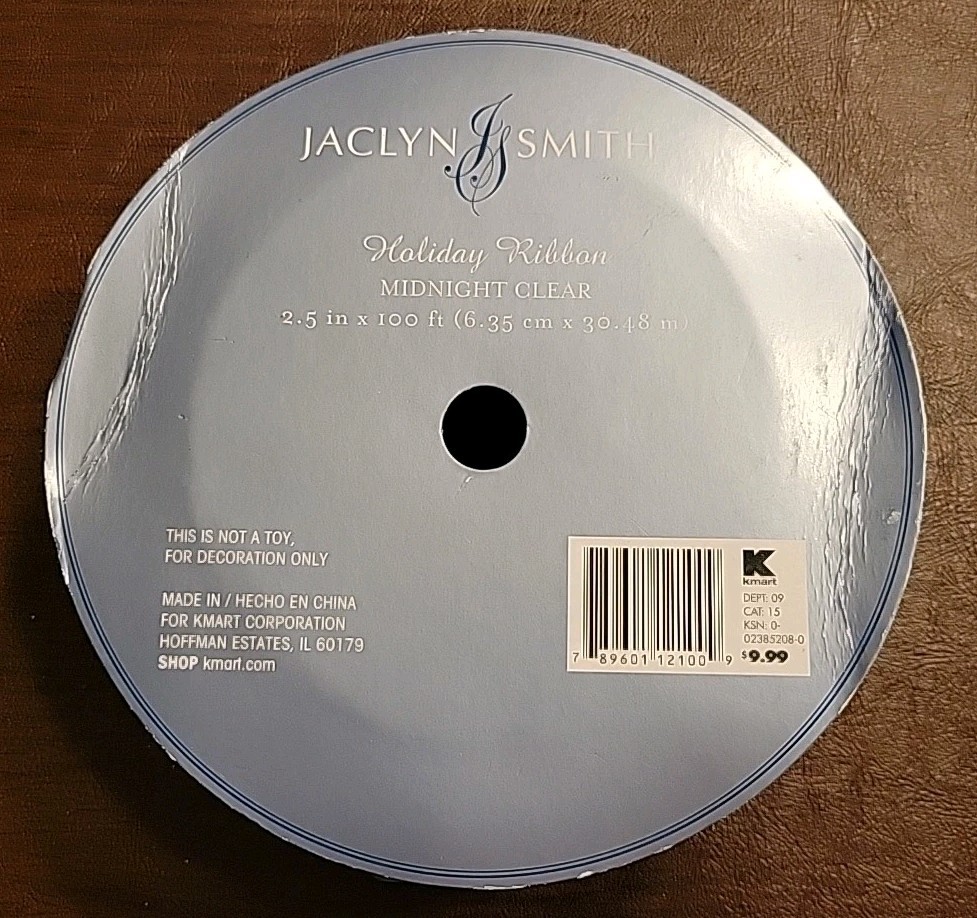 JACLYN JS SMITH
Holiday Ribbon
MIDNIGHT CLEAR
2.5 in x 100 ft (6.35 cm x 30.48 m)
THIS IS NOT A TOY,
FOR DECORATION ONLY
MADE IN / HECHO EN CHINA
FOR KMART CORPORATION
HOFFMAN ESTATES, IL 60179
SHOP kmart.com
K
kmart
DEPT: 09
CAT: 15
KSN: 0-
02385208-0
$9.99
7 89601 12100 9